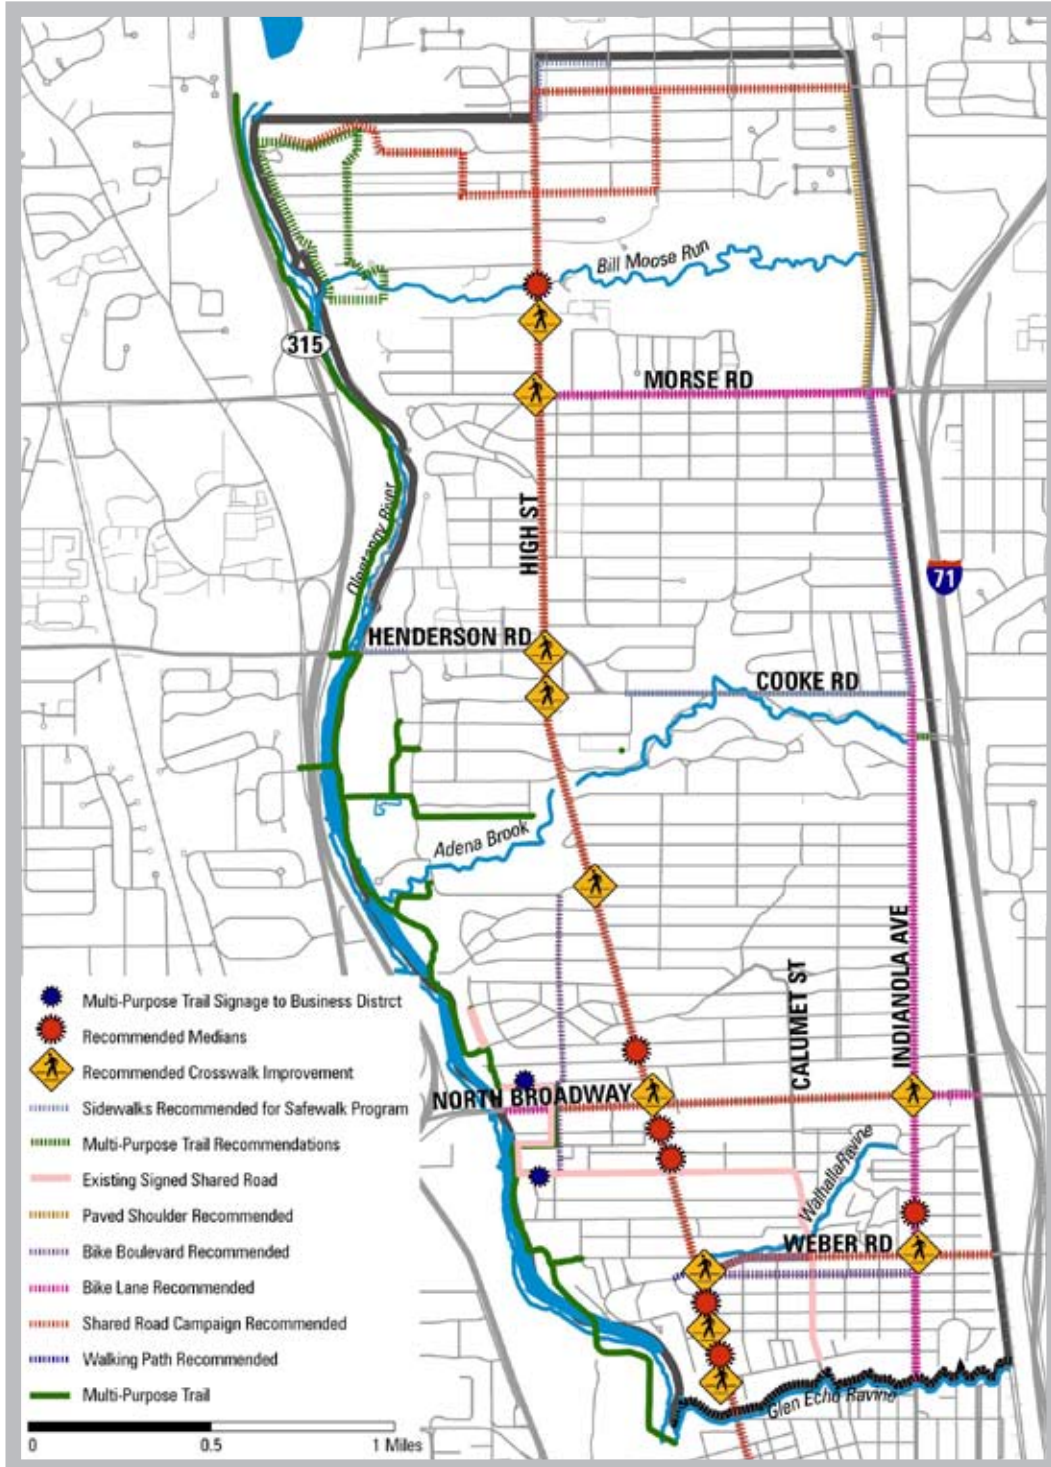 Bill Moose Run
315
MORSE RD
HIGH ST
Olentangy River
71
HENDERSON RD
COOKE RD
Adena Brook
INDIANOLA AVE
CALUMET ST
NORTH BROADWAY
Walhalla Ravine
WEBER RD
Glen Echo Ravine
Multi-Purpose Trail Signage to Business Distrct
Recommended Medians
Recommended Crosswalk Improvement
Sidewalks Recommended for Safewalk Program
Multi-Purpose Trail Recommendations
Existing Signed Shared Road
Paved Shoulder Recommended
Bike Boulevard Recommended
Bike Lane Recommended
Shared Road Campaign Recommended
Walking Path Recommended
Multi-Purpose Trail
0 0.5 1 Miles